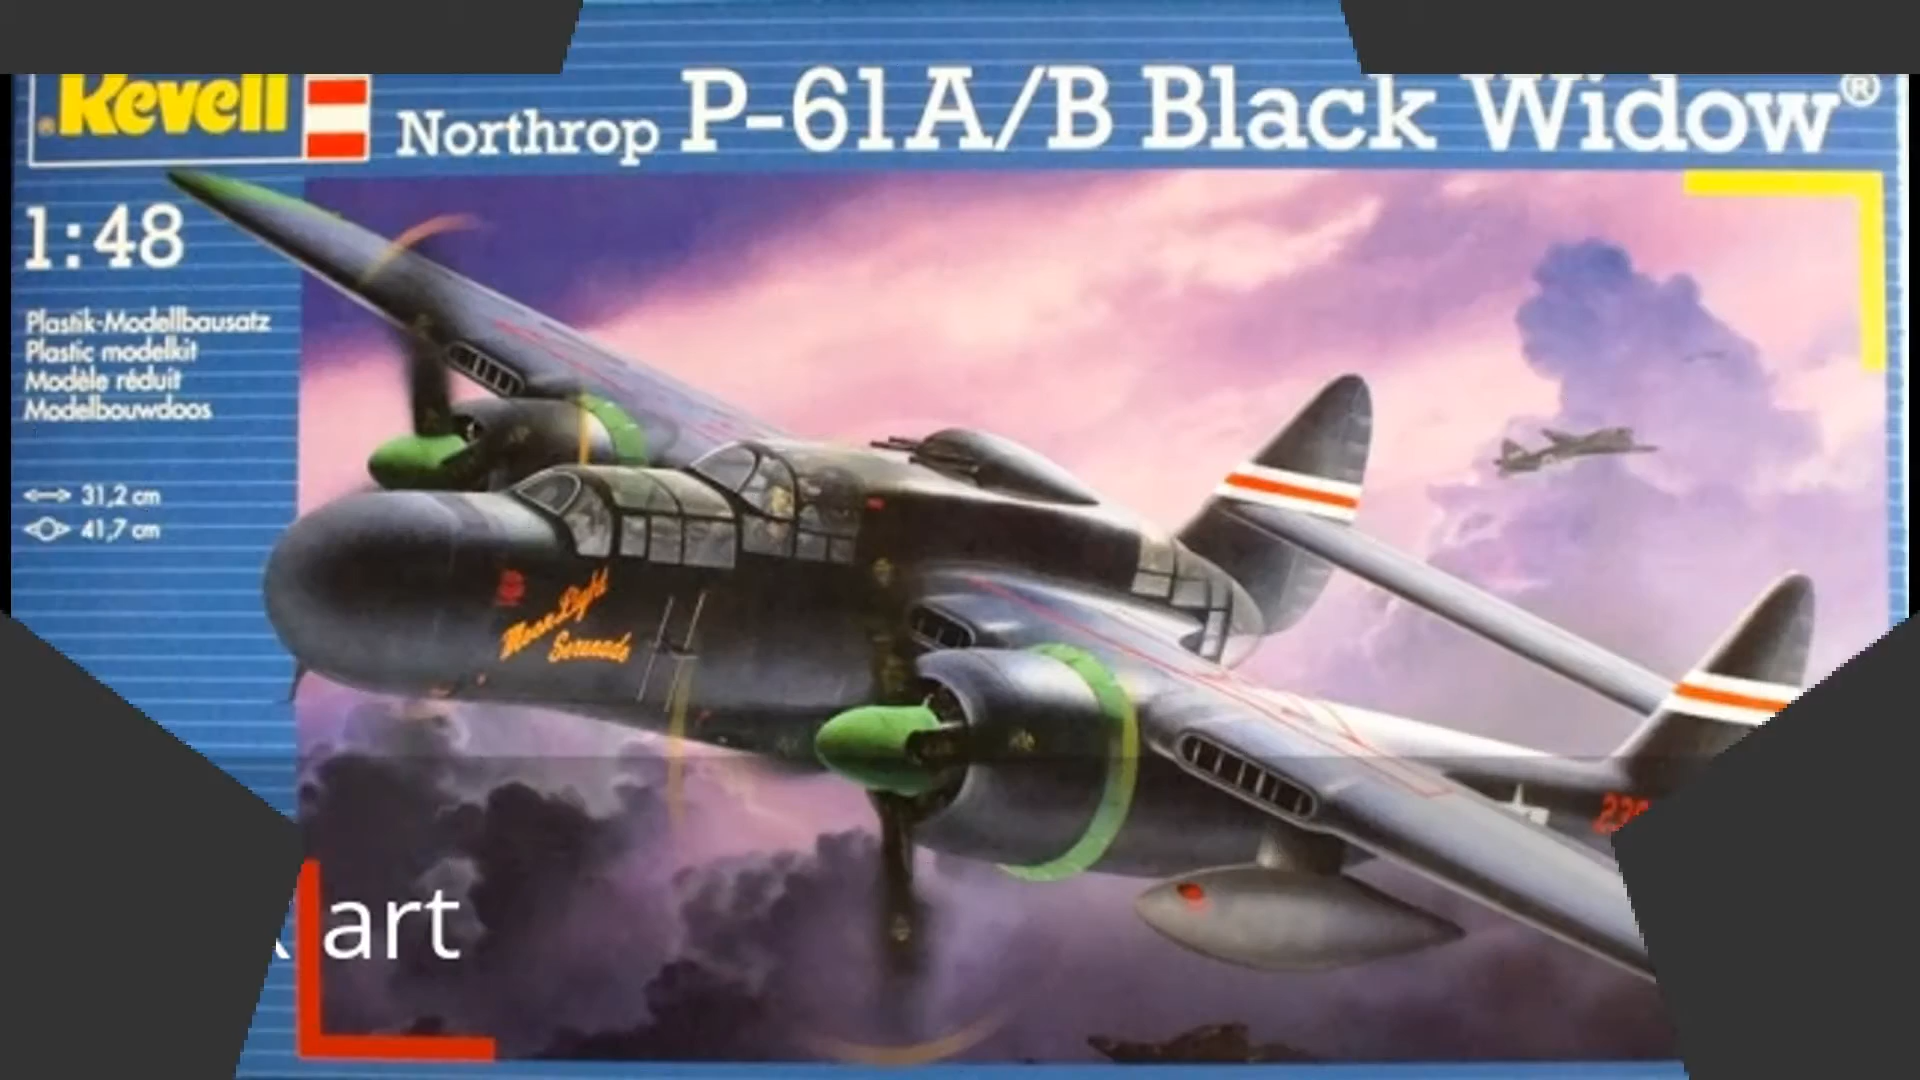 Revell
Northrop P-61A/B Black Widow®
1:48
Plastik-Modellbausatz
Plastic modelkit
Modèle réduit
Modelbouwdoos
31,2 cm
41,7 cm
Moon Light
Serenade
art